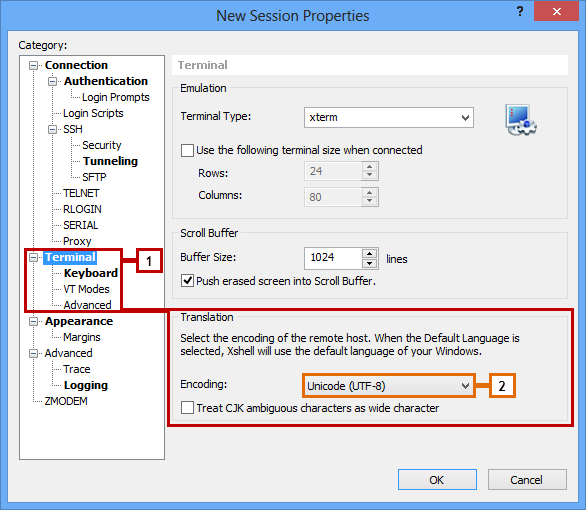 New Session Properties
?
Category:
Connection
Authentication
Login Prompts
Login Scripts
SSH
Security
Tunneling
SFTP
TELNET
RLOGIN
SERIAL
Proxy
Terminal
1
Keyboard
VT Modes
Advanced
Appearance
Margins
Advanced
Trace
Logging
ZMODEM
Terminal
Emulation
Terminal Type: xterm
Use the following terminal size when connected
Rows: 24
Columns: 80
Scroll Buffer
Buffer Size: 1024 lines
Push erased screen into Scroll Buffer.
Translation
Select the encoding of the remote host. When the Default Language is
selected, Xshell will use the default language of your Windows.
Encoding: Unicode (UTF-8) 2
Treat CJK ambiguous characters as wide character
OK Cancel